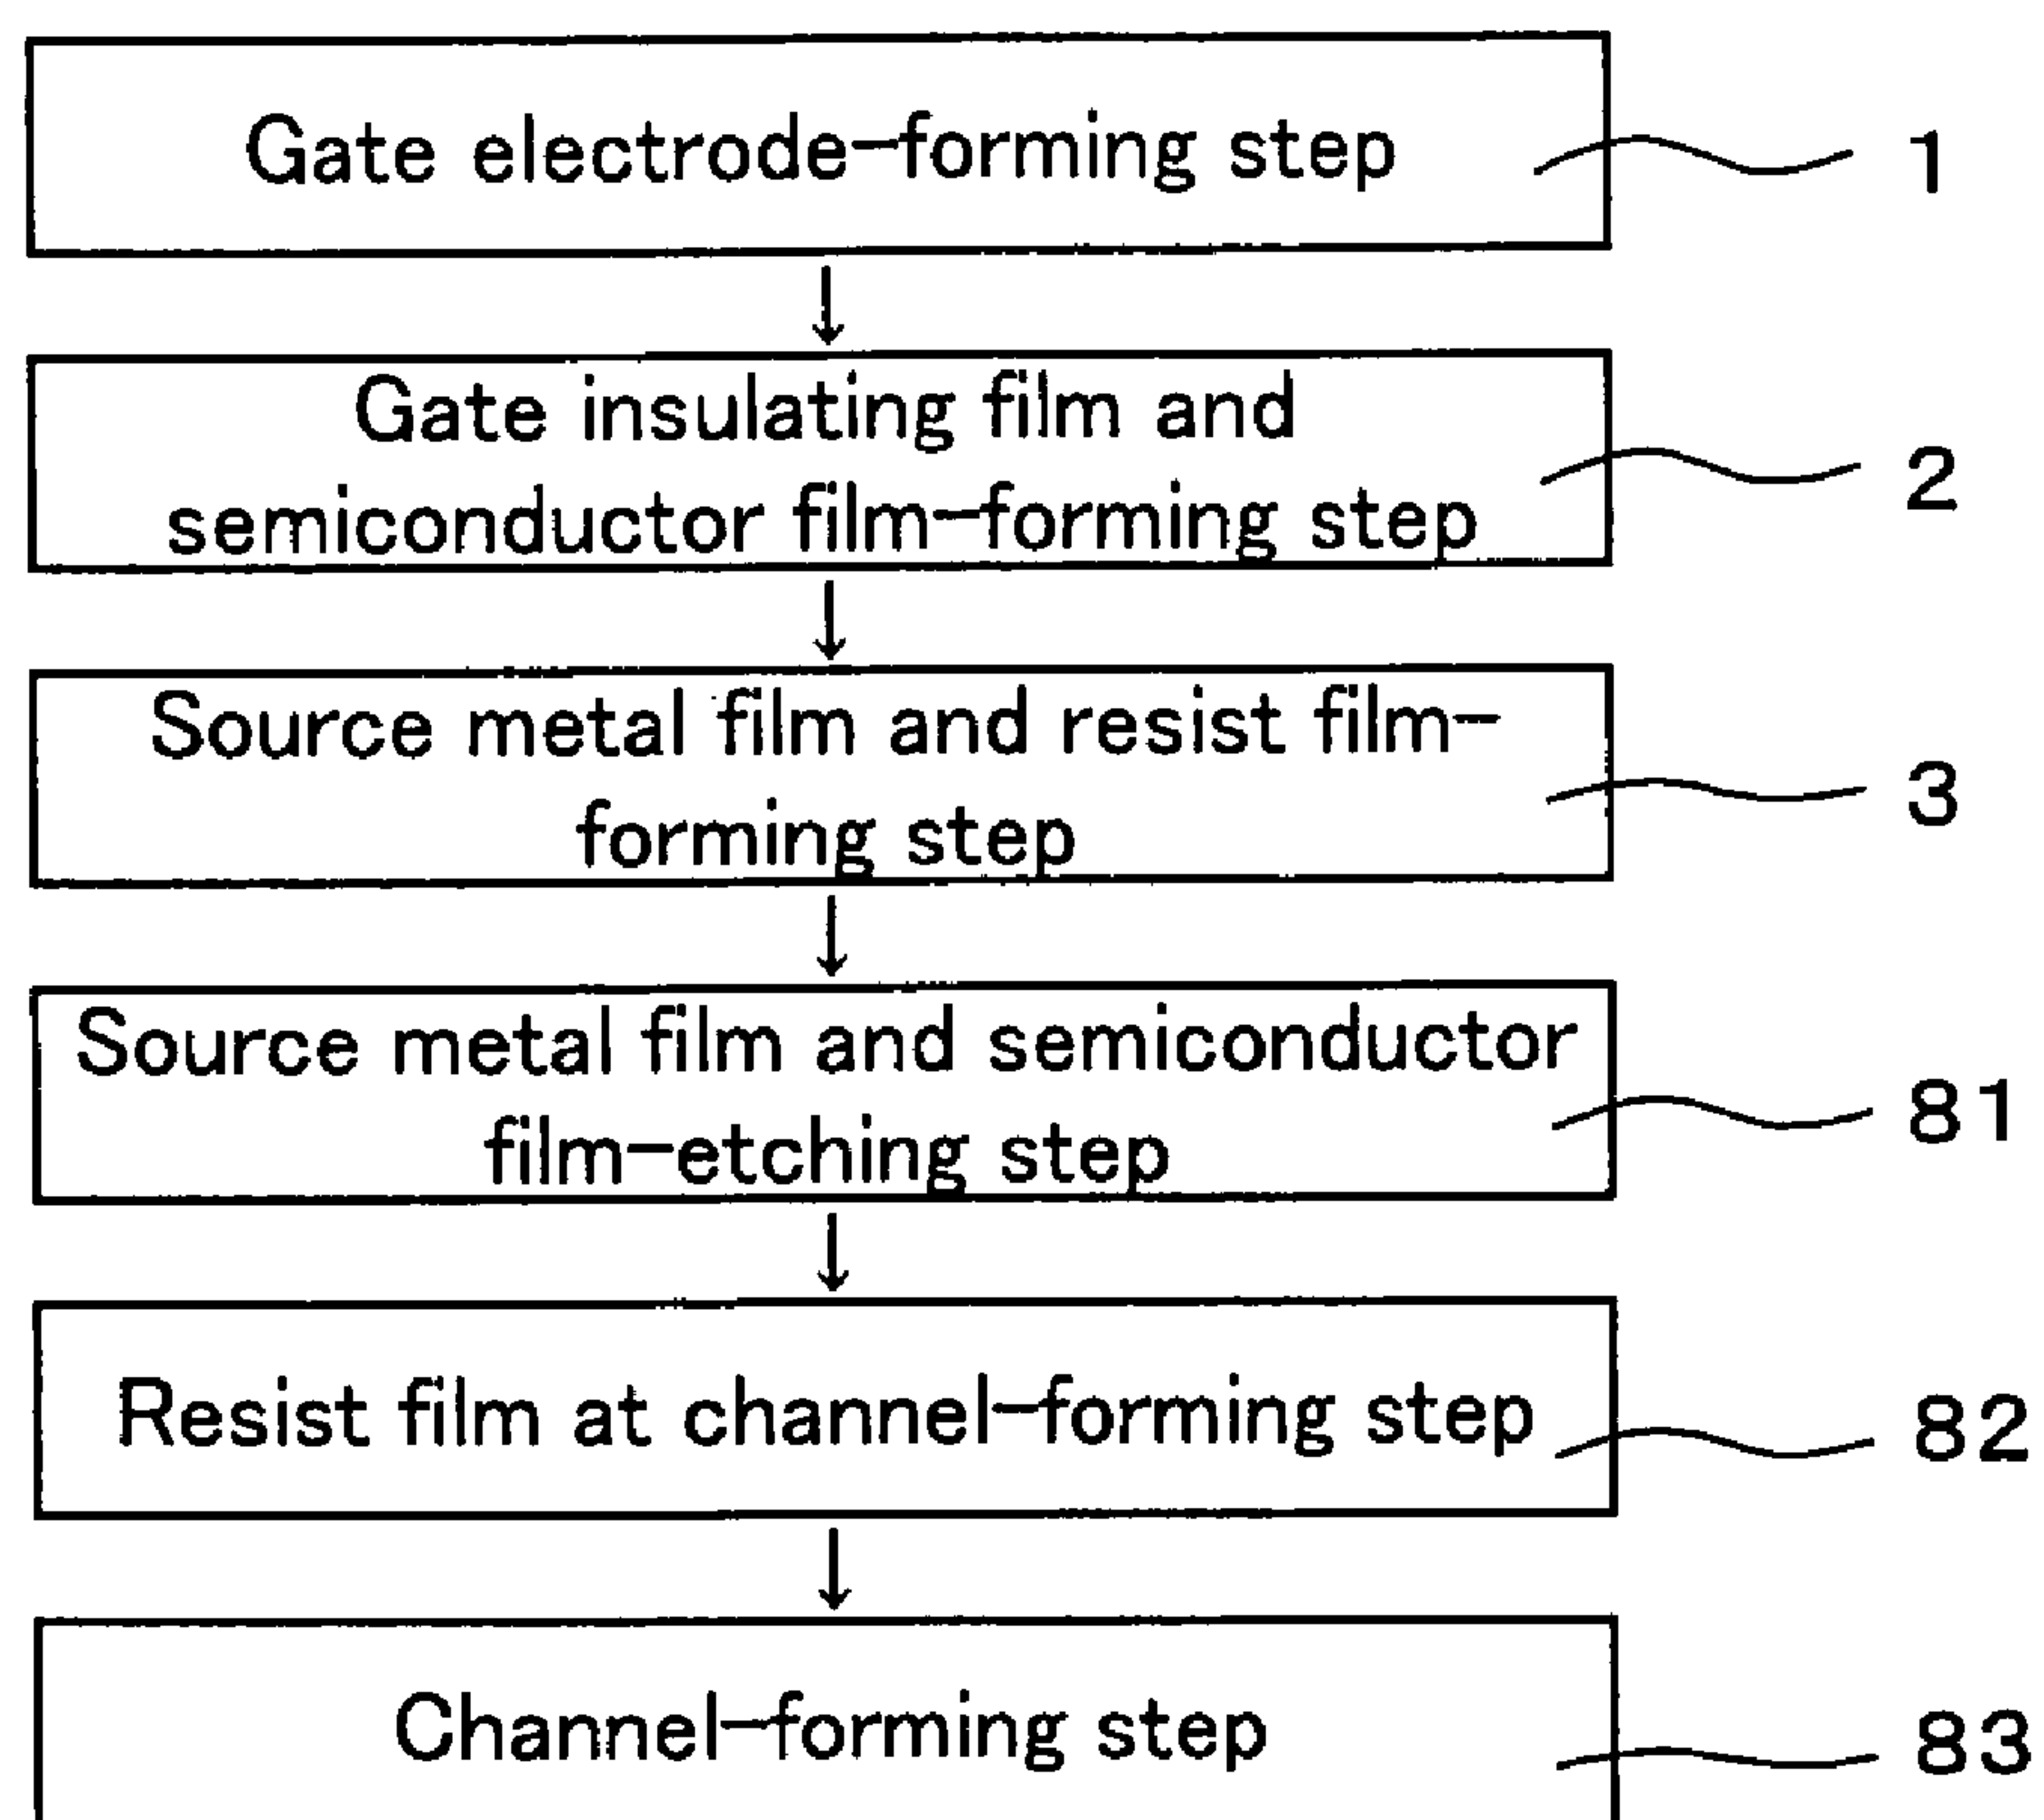 Gate electrode-forming step
1
Gate insulating film and
semiconductor film-forming step
2
Source metal film and resist film-
forming step
3
Source metal film and semiconductor
film-etching step
81
Resist film at channel-forming step
82
Channel-forming step
83